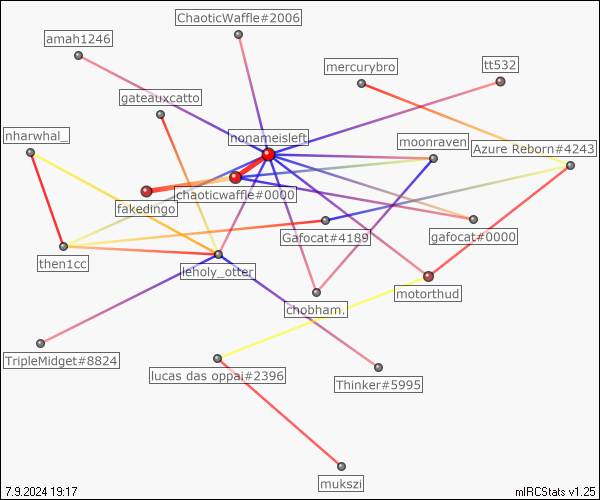 ChaoticWaffle#2006
amah1246
mercurybro
tt532
gateauxcatto
nharwhal_
nonameisleft
moonraven
Azure Reborn#4243
chaoticwaffle#0000
fakedingo
Gafocat#4189
gafocat#0000
then1cc
leholy_otter
motorthud
chobham.
TripleMidget#8824
lucas das oppai#2396
Thinker#5995
mukszi
7.9.2024 19:17
mIRCStats v1.25